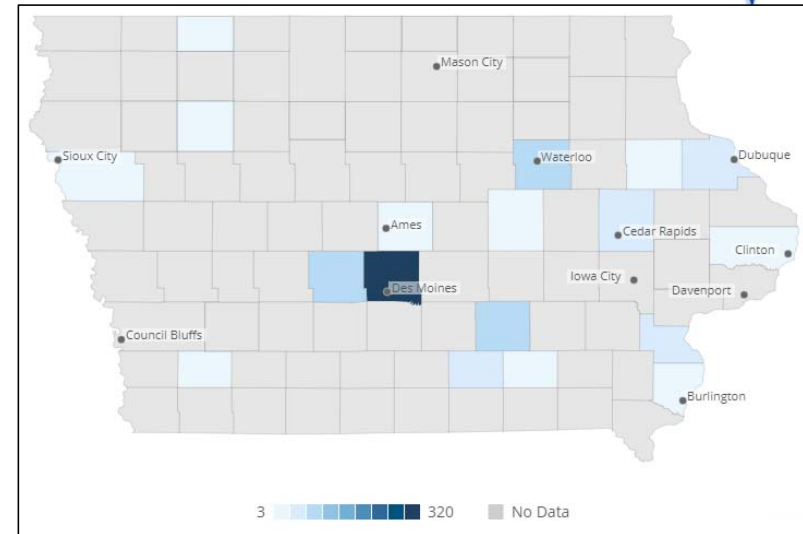 Mason City
Sioux City
Waterloo
Dubuque
Ames
Cedar Rapids
Clinton
Iowa City
Des Moines
Davenport
Council Bluffs
Burlington
3 320 No Data